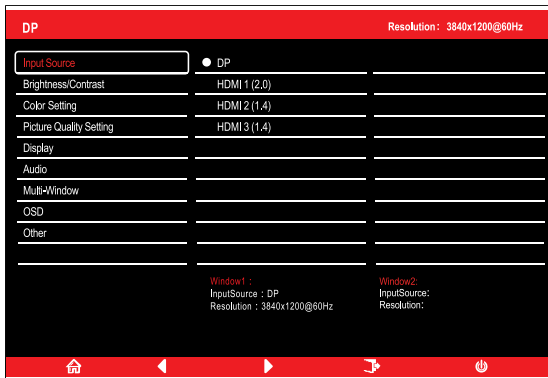 DP
Resolution: 3840x1200@60Hz
Input Source
DP
Brightness/Contrast
HDMI 1 (2,0)
Color Setting
HDMI 2 (1.4)
Picture Quality Setting
HDMI 3 (1.4)
Display
Audio
Multi-Window
OSD
Other
Window1 :
InputSource : DP
Resolution : 3840x1200@60Hz
Window2:
InputSource:
Resolution: